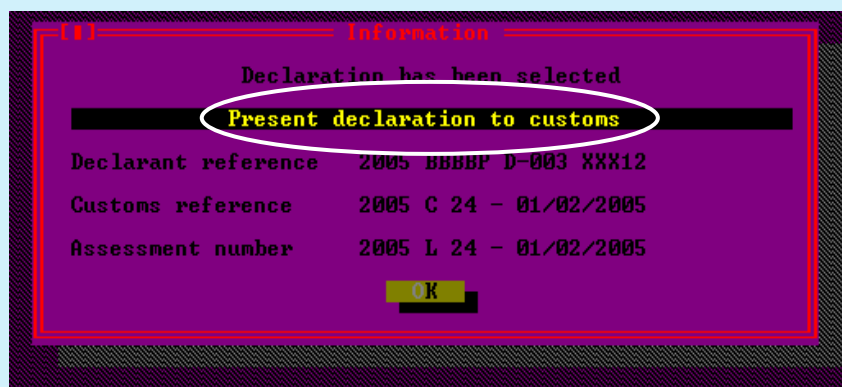 Information
Declaration has been selected
Present declaration to customs
Declarant reference 2005 BBBBP D-003 XXX12
Customs reference 2005 C 24 - 01/02/2005
Assessment number 2005 L 24 - 01/02/2005
OK